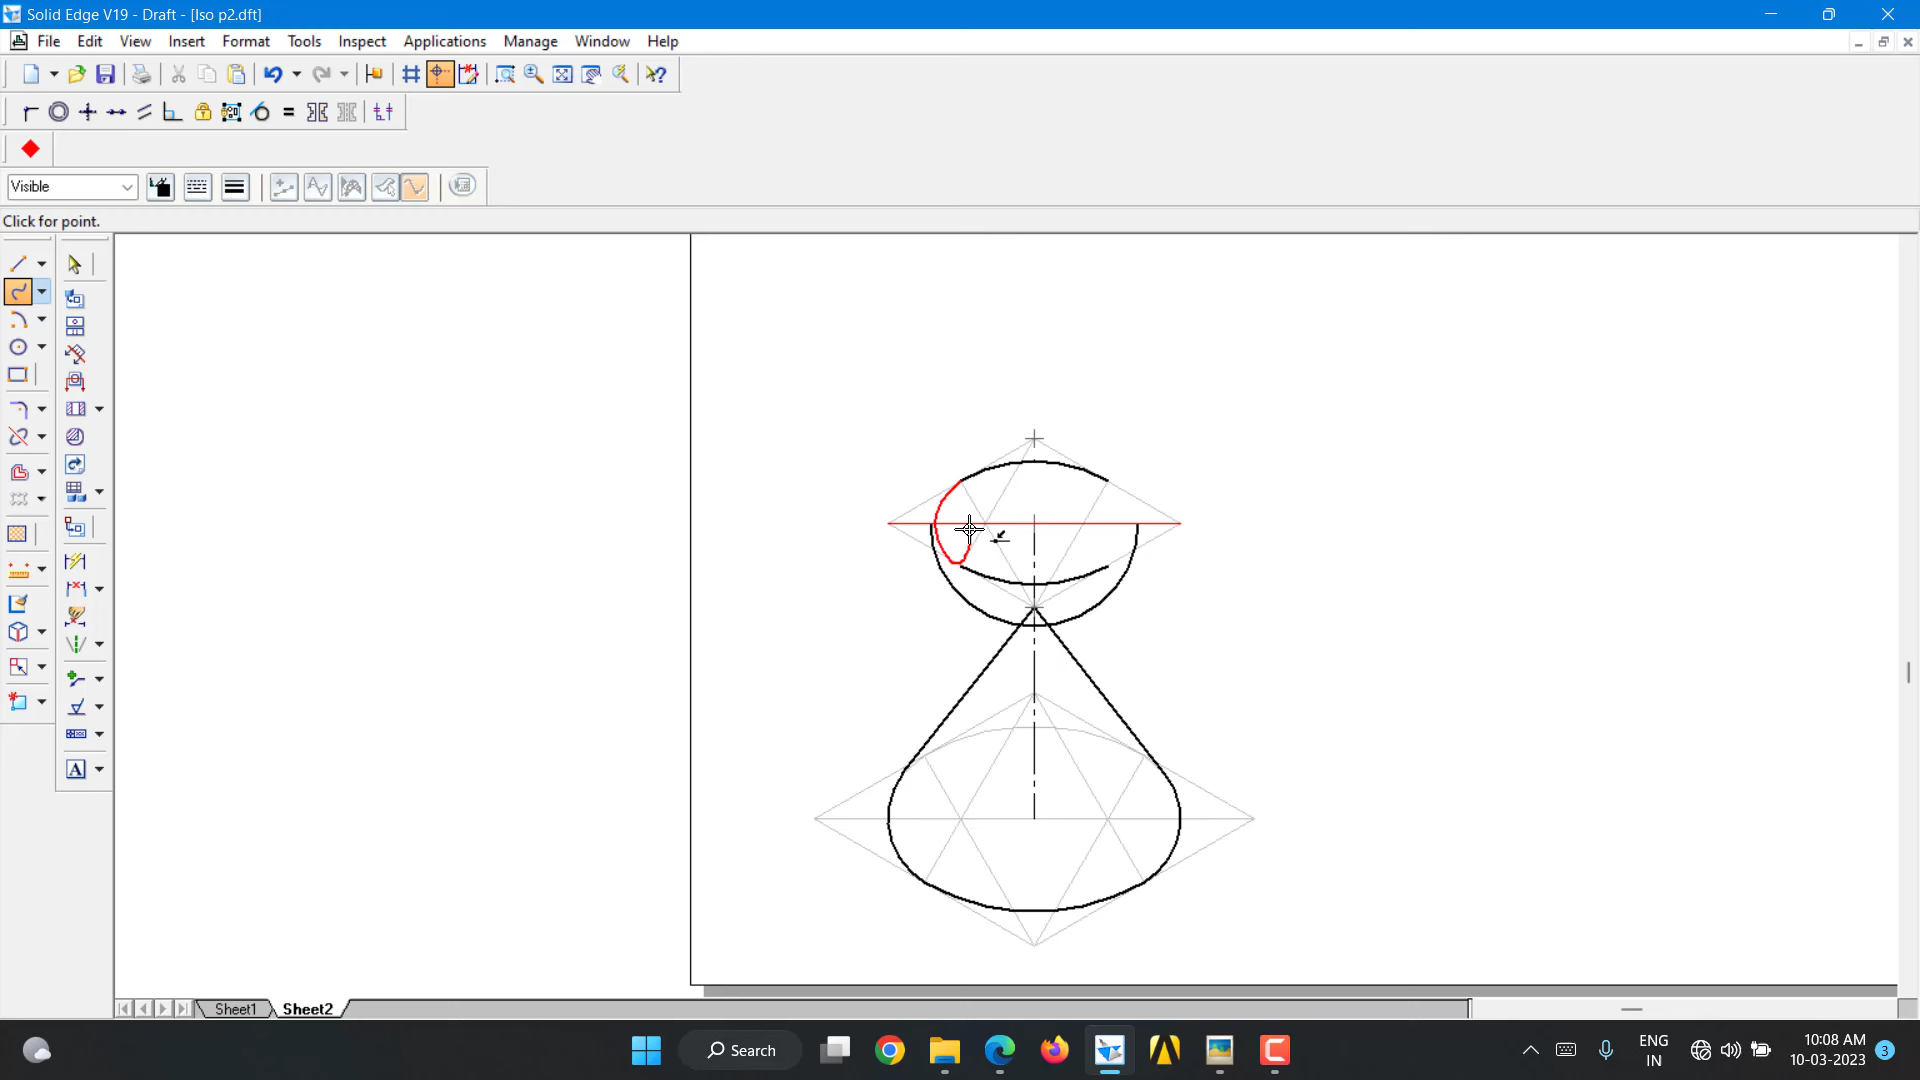 Solid Edge V19 - Draft - [Iso p2.dft]
File Edit View Insert Format Tools Inspect Applications Manage Window Help
Visible
Click for point.
A
Sheet1 Sheet2
Search
ENG
IN
10:08 AM
10-03-2023
3